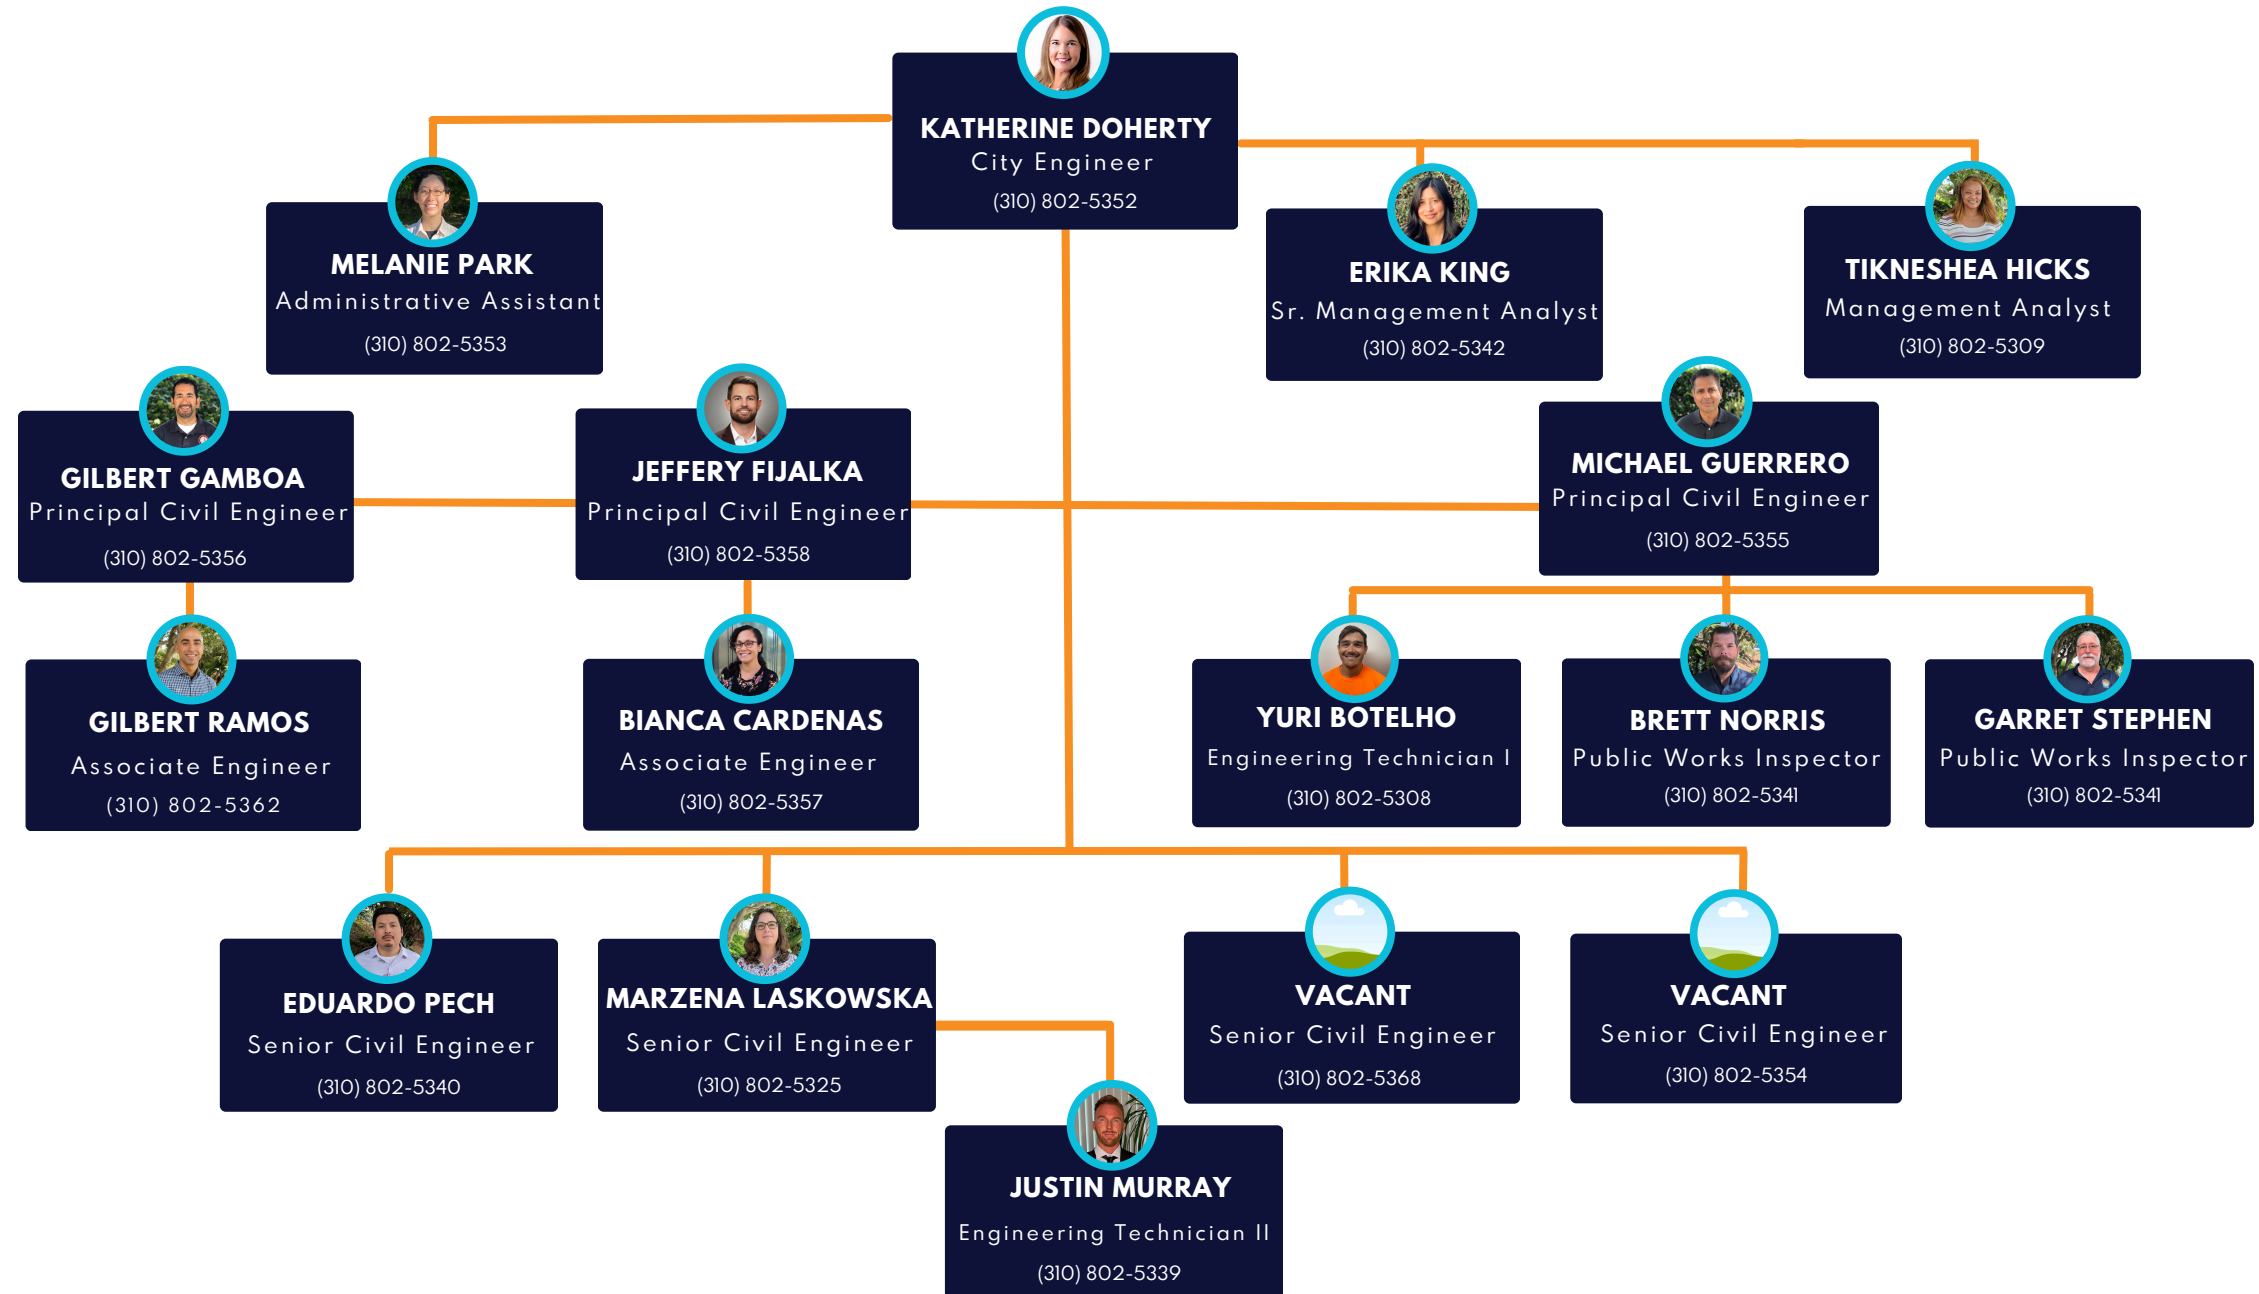 KATHERINE DOHERTY
City Engineer
(310) 802-5352
MELANIE PARK
Administrative Assistant
(310) 802-5353
ERIKA KING
Sr. Management Analyst
(310) 802-5342
TIKNESHEA HICKS
Management Analyst
(310) 802-5309
GILBERT GAMBOA
Principal Civil Engineer
(310) 802-5356
JEFFERY FIJALKA
Principal Civil Engineer
(310) 802-5358
MICHAEL GUERRERO
Principal Civil Engineer
(310) 802-5355
GILBERT RAMOS
Associate Engineer
(310) 802-5362
BIANCA CARDENAS
Associate Engineer
(310) 802-5357
YURI BOTELHO
Engineering Technician I
(310) 802-5308
BRETT NORRIS
Public Works Inspector
(310) 802-5341
GARRET STEPHEN
Public Works Inspector
(310) 802-5341
EDUARDO PECH
Senior Civil Engineer
(310) 802-5340
MARZENA LASKOWSKA
Senior Civil Engineer
(310) 802-5325
VACANT
Senior Civil Engineer
(310) 802-5368
VACANT
Senior Civil Engineer
(310) 802-5354
JUSTIN MURRAY
Engineering Technician II
(310) 802-5339